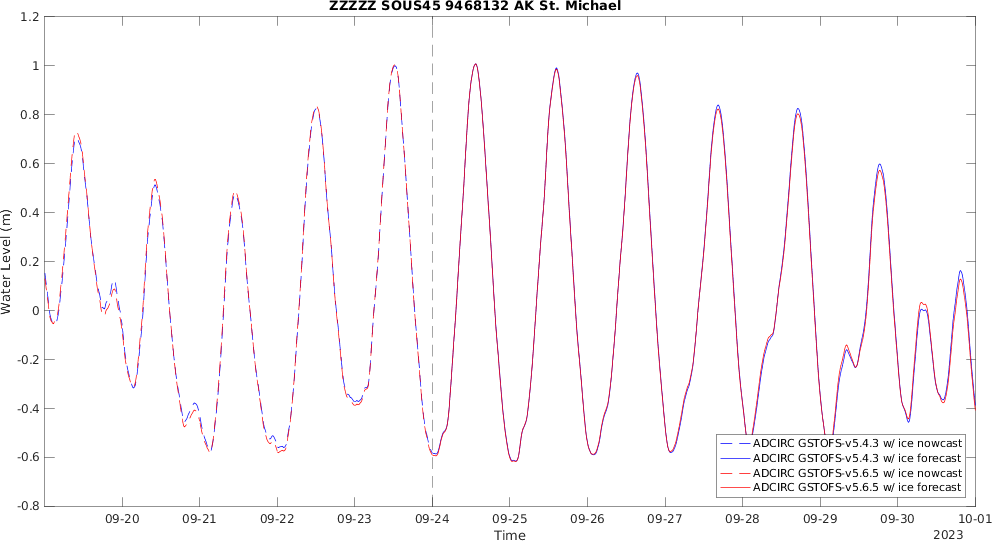 ZZZZZ SOUS45 9468132 AK St. Michael
Water Level (m)
1.2
1
0.8
0.6
0.4
0.2
0
-0.2
-0.4
-0.6
-0.8
ADCIRC GSTOFS-v5.4.3 w/ ice nowcast
ADCIRC GSTOFS-v5.4.3 w/ ice forecast
ADCIRC GSTOFS-v5.6.5 w/ ice nowcast
ADCIRC GSTOFS-v5.6.5 w/ ice forecast
09-20 09-21 09-22 09-23 09-24 09-25 09-26 09-27 09-28 09-29 09-30 10-01
Time
2023